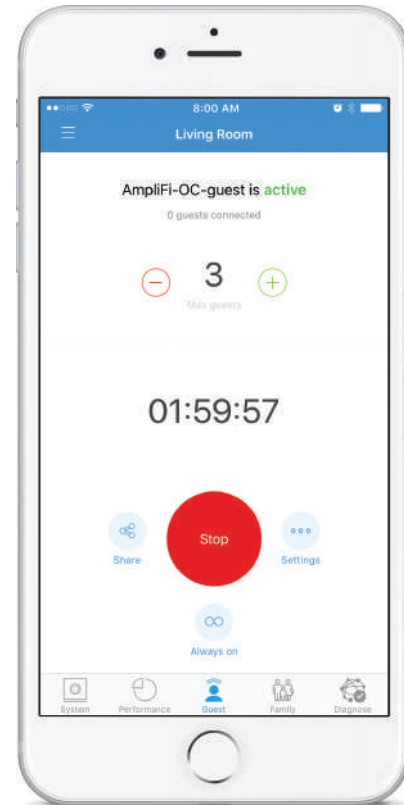 8:00 AM
Living Room
AmpliFi-OC-guest is active
0 guests connected
3
Max guests
01:59:57
Share
Stop
Settings
Always on
System Performance Guest Family Diagnose